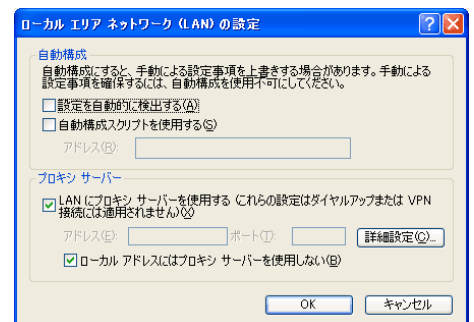 ローカル エリア ネットワーク (LAN) の設定
自動構成
自動構成にすると、手動による設定事項を上書きする場合があります。手動による
設定事項を確保するには、自動構成を使用不可にしてください。
設定を自動的に検出する(A)
自動構成スクリプトを使用する(S)
アドレス(R):
プロキシ サーバー
LAN にプロキシ サーバーを使用する (これらの設定はダイヤルアップまたは VPN
接続には適用されません)(X)
アドレス(E): ポート(T): 詳細設定(C)...
ローカル アドレスにはプロキシ サーバーを使用しない(B)
OK キャンセル